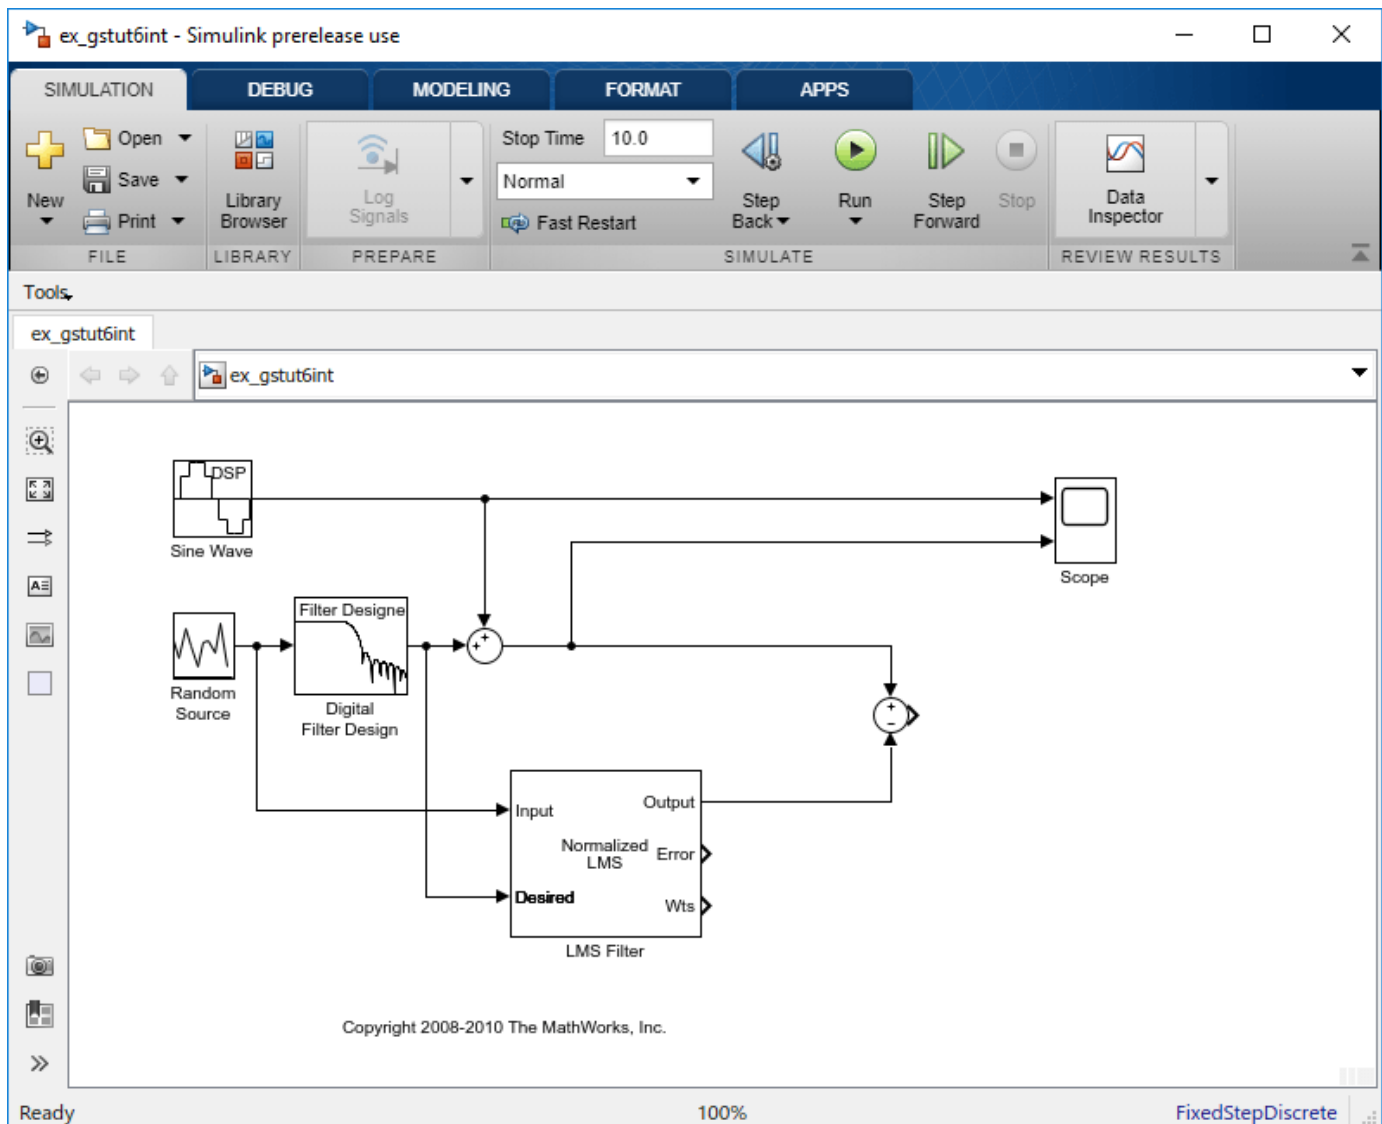 ex_gstut6int - Simulink prerelease use
SIMULATION DEBUG MODELING FORMAT APPS
New
Open
Save
Print
FILE
Library
Browser
LIBRARY
Log
Signals
PREPARE
Stop Time 10.0
Normal
Fast Restart
Step
Back
Run
Step
Forward
Stop
SIMULATE
Data
Inspector
REVIEW RESULTS
Tools
ex_gstut6int
ex_gstut6int
DSP
Sine Wave
Scope
Filter Designe
Random
Source
Digital
Filter Design
Input
Output
Normalized
LMS
Error
Desired
Wts
LMS Filter
Copyright 2008-2010 The MathWorks, Inc.
Ready 100% FixedStepDiscrete